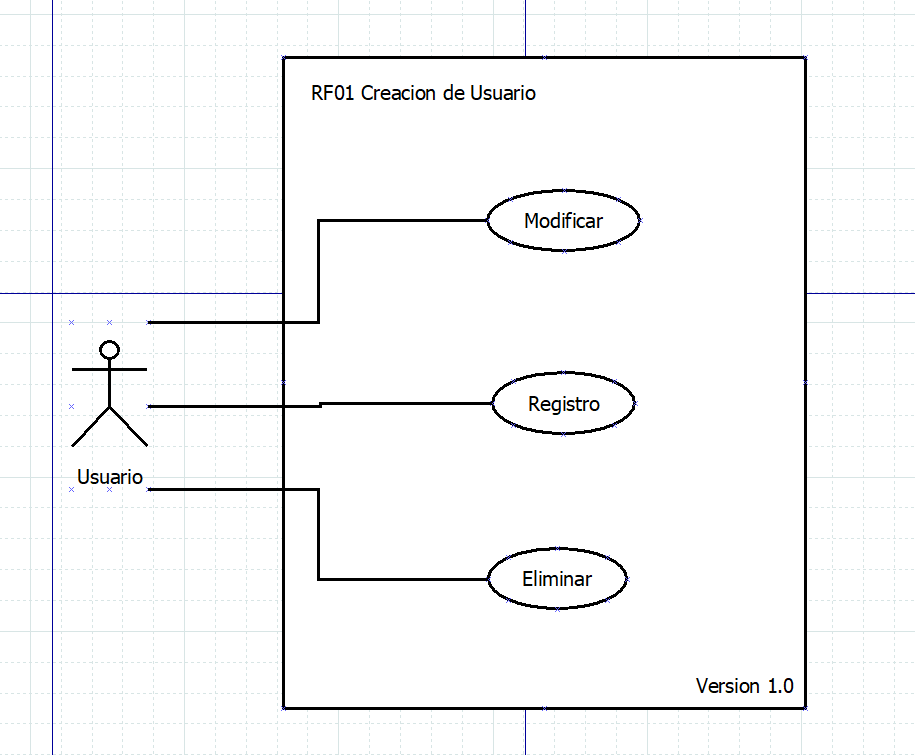 RF01 Creacion de Usuario
Modificar
Registro
Usuario
Eliminar
Version 1.0